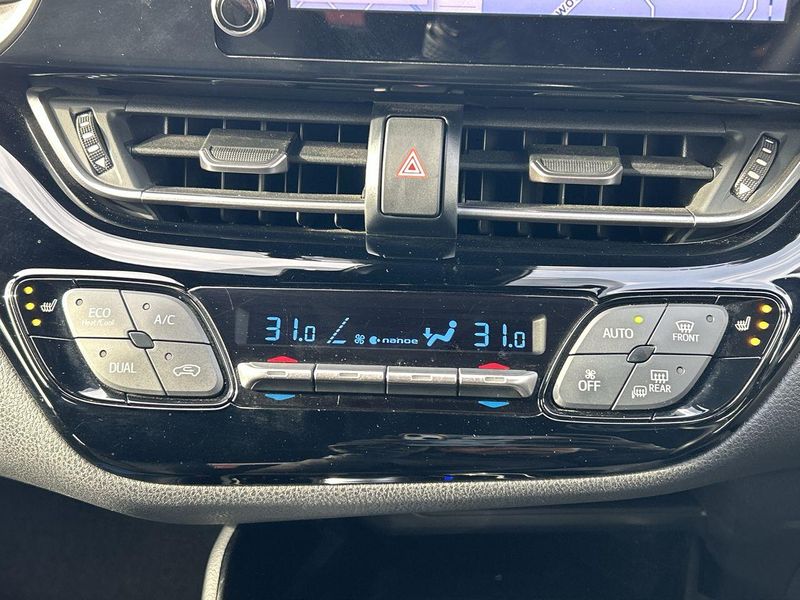 ECO
Heat/Cool
A/C
DUAL
31.0
nanoe
31.0
AUTO
FRONT
OFF
REAR